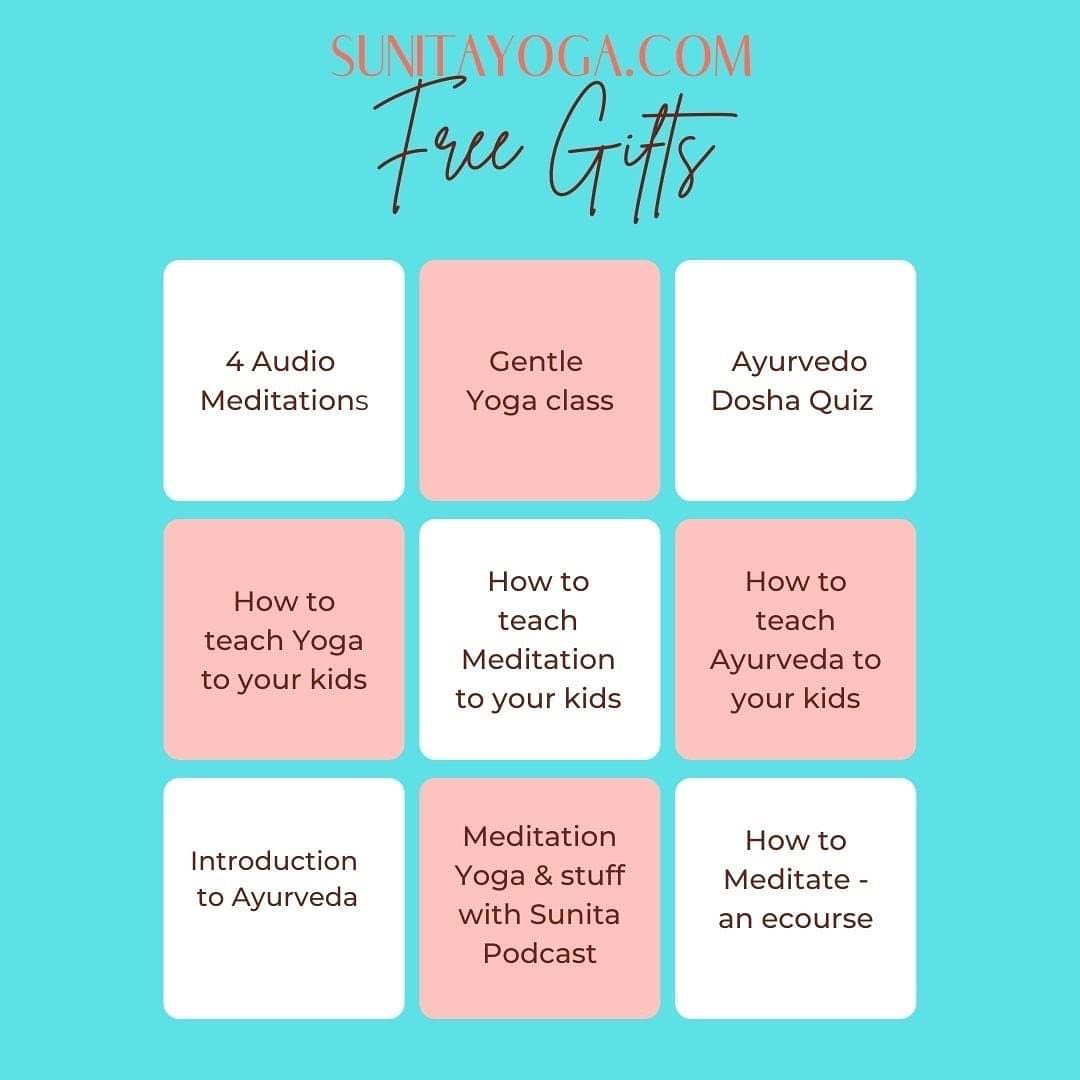 SUNITAYOGA.COM
Free Gifts
4 Audio
Meditations
Gentle
Yoga class
Ayurvedo
Dosha Quiz
How to
teach Yoga
to your kids
How to
teach
Meditation
to your kids
How to
teach
Ayurveda to
your kids
Introduction
to Ayurveda
Meditation
Yoga & stuff
with Sunita
Podcast
How to
Meditate -
an ecourse